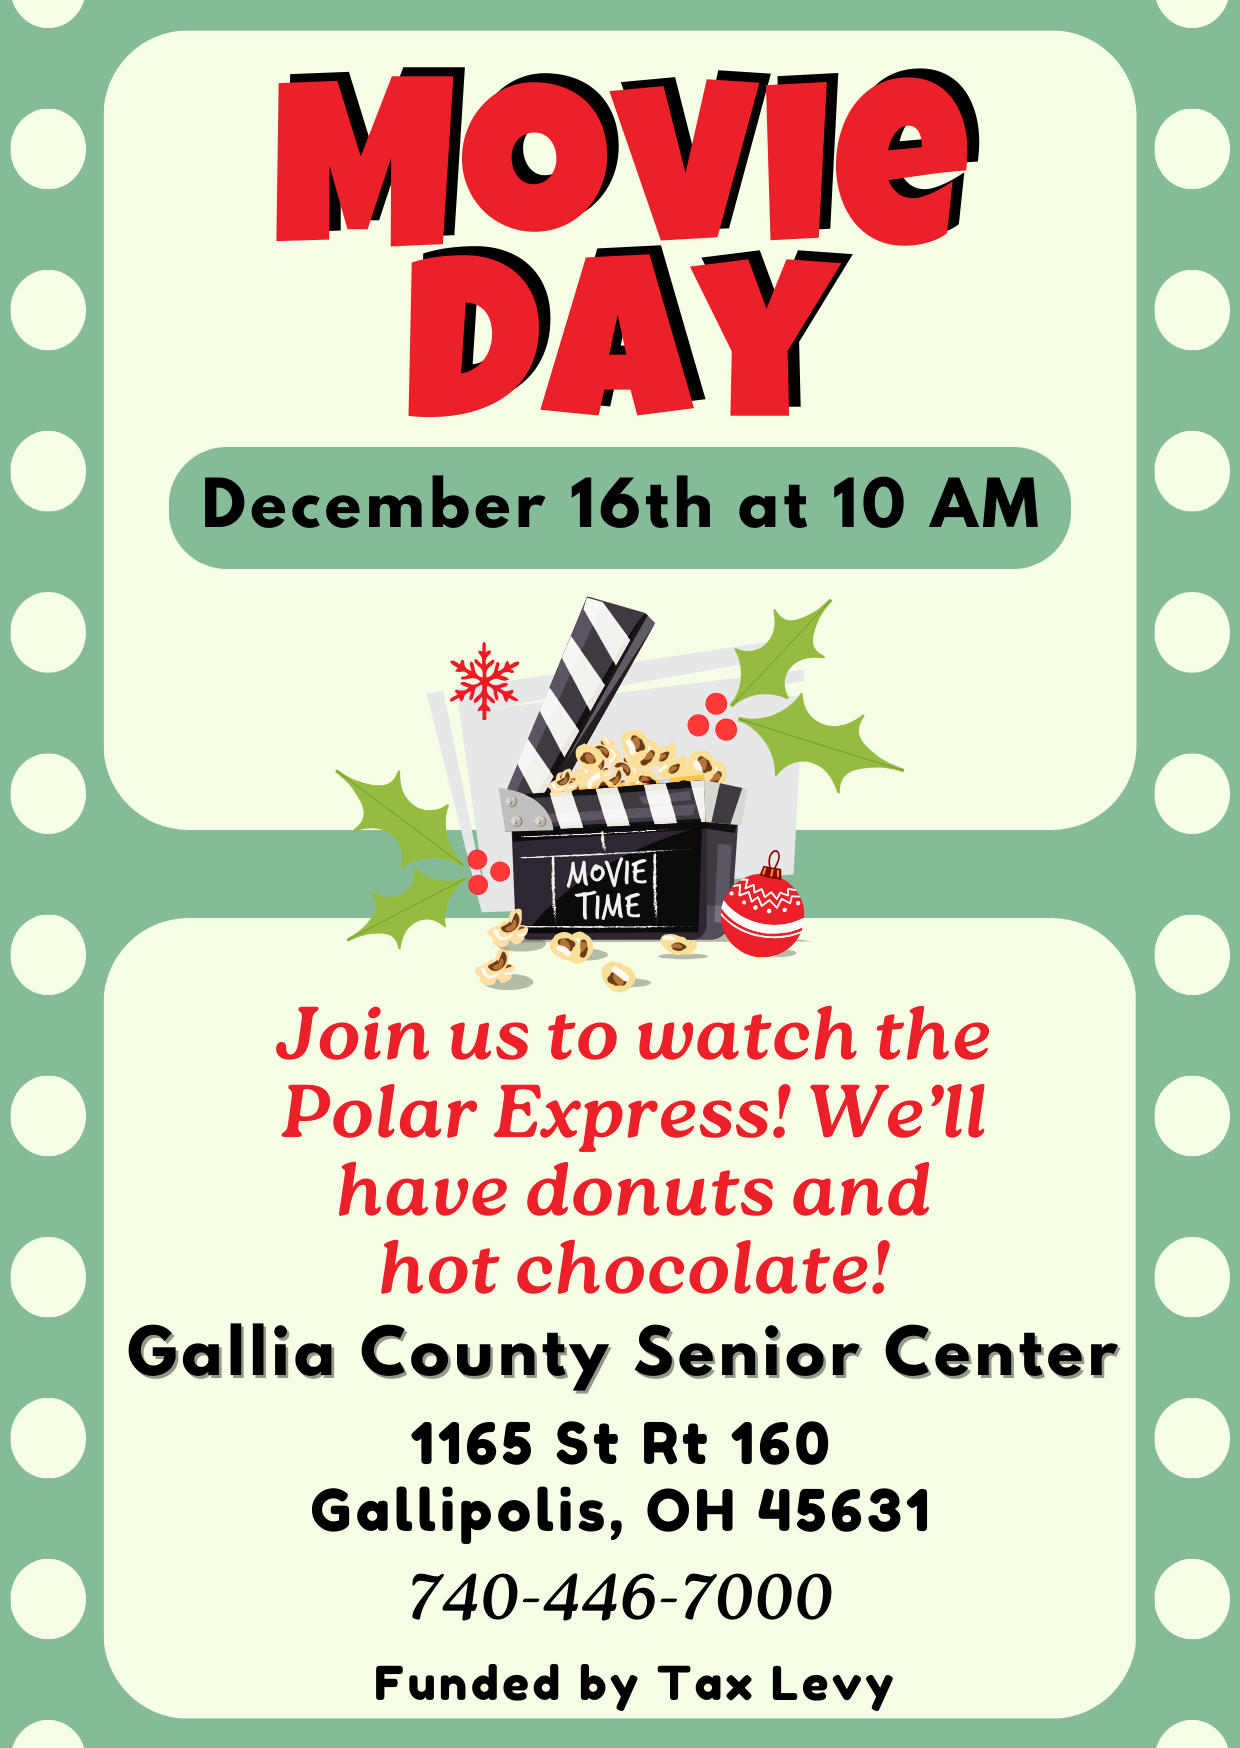 MOVIE
DAY
December 16th at 10 AM
MOVIE
TIME
Join us to watch the
Polar Express! We'll
have donuts and
hot chocolate!
Gallia County Senior Center
1165 St Rt 160
Gallipolis, OH 45631
740-446-7000
Funded by Tax Levy